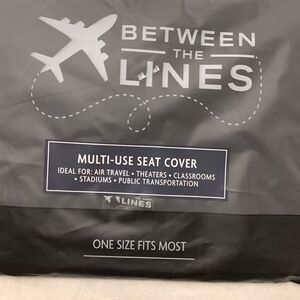 BETWEEN
THE
LINES
MULTI-USE SEAT COVER
IDEAL FOR: AIR TRAVEL • THEATERS • CLASSROOMS
• STADIUMS • PUBLIC TRANSPORTATION
LINES
ONE SIZE FITS MOST